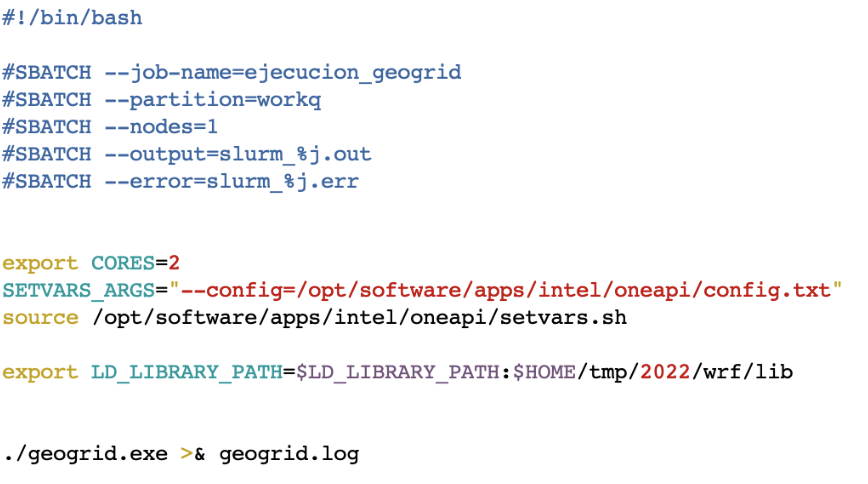 #!/bin/bash
#SBATCH --job-name=ejecucion_geogrid
#SBATCH --partition=workq
#SBATCH --nodes=1
#SBATCH --output=slurm_%j.out
#SBATCH --error=slurm_%j.err
export CORES=2
SETVARS_ARGS="--config=/opt/software/apps/intel/oneapi/config.txt"
source /opt/software/apps/intel/oneapi/setvars.sh
export LD_LIBRARY_PATH=$LD_LIBRARY_PATH:$HOME/tmp/2022/wrf/lib
./geogrid.exe >& geogrid.log